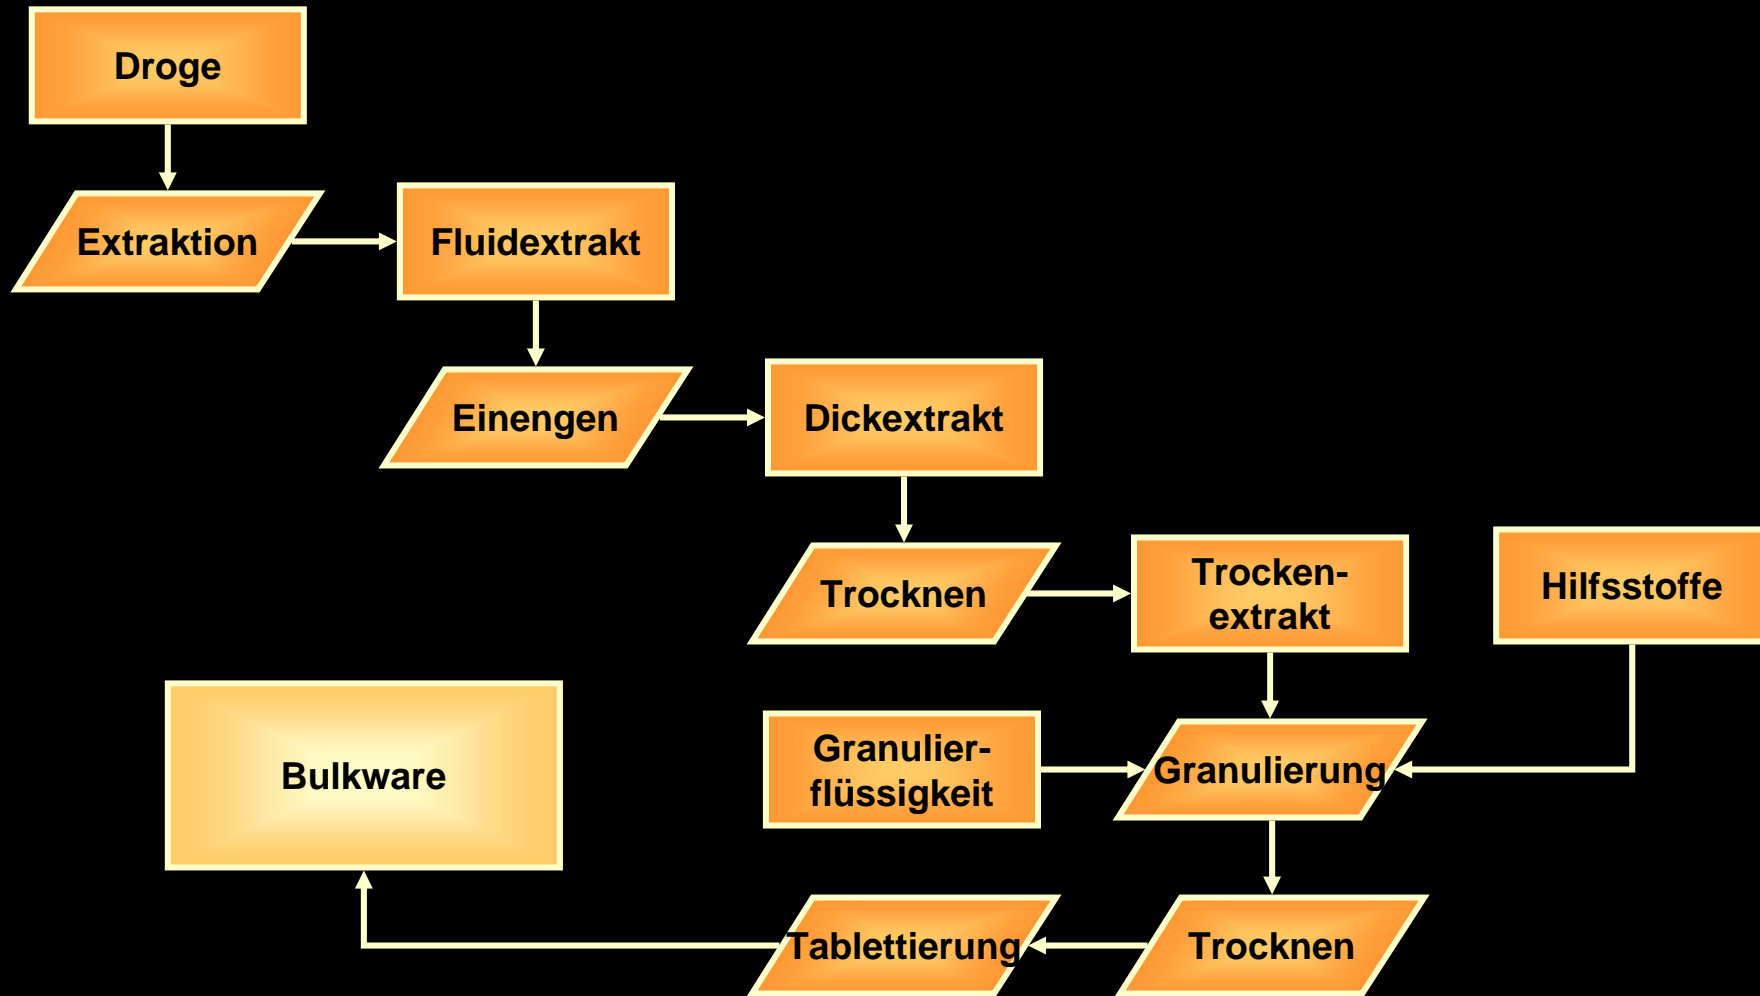 Droge
Extraktion
Fluidextrakt
Einengen
Dickextrakt
Trocknen
Trocken-
extrakt
Hilfsstoffe
Granulier-
flüssigkeit
Granulierung
Bulkware
Tablettierung
Trocknen